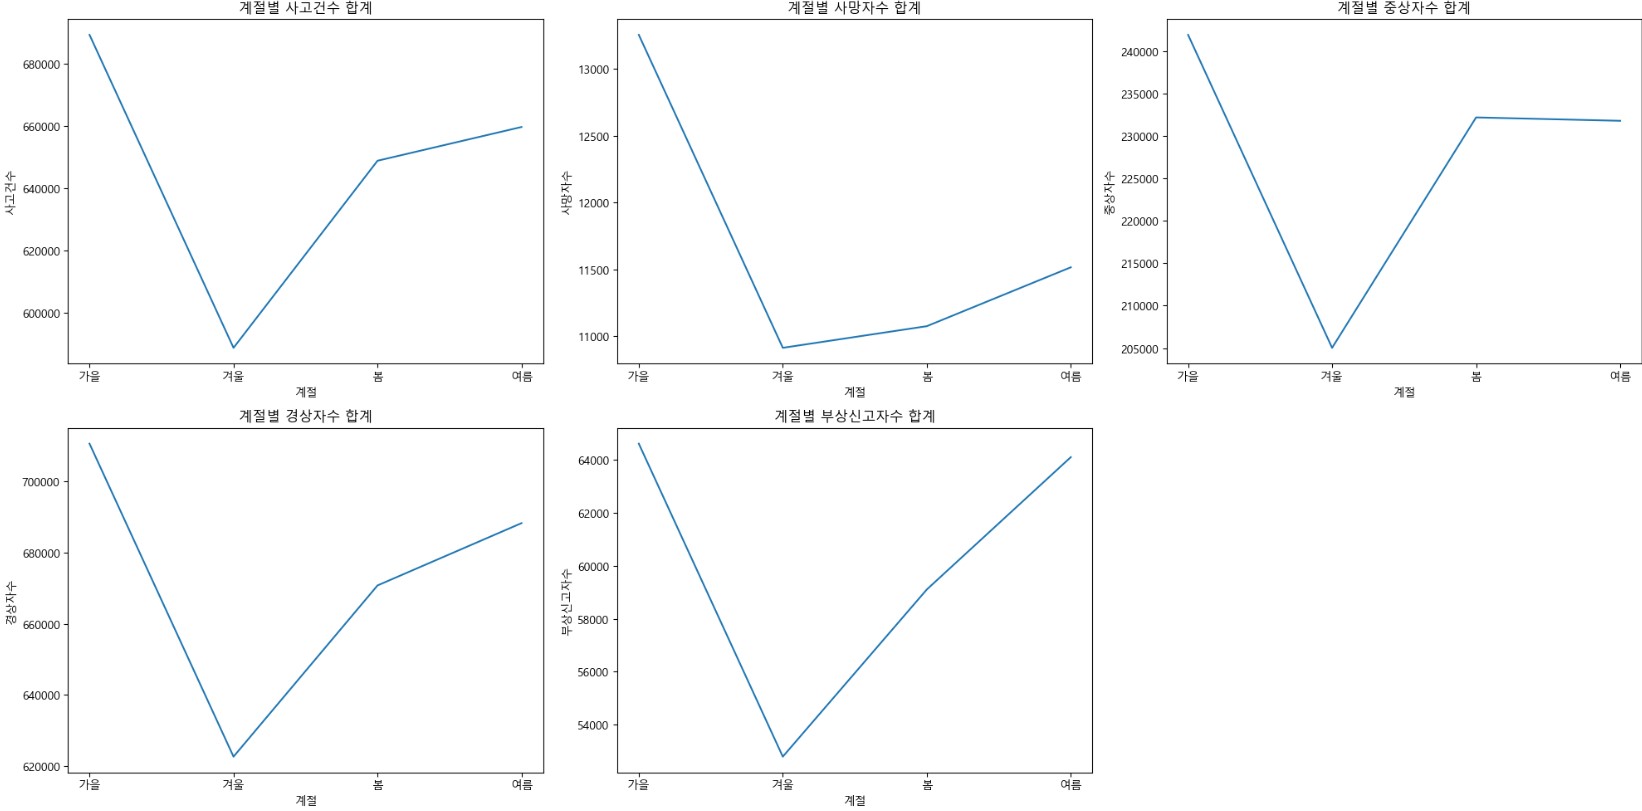 계절별 사고건수 합계
사고건수
680000
660000
640000
620000
600000
가을 겨울 봄 여름
계절
계절별 사망자수 합계
사망자수
13000
12500
12000
11500
11000
가을 겨울 봄 여름
계절
계절별 중상자수 합계
중상자수
240000
235000
230000
225000
220000
215000
210000
205000
가을 겨울 봄 여름
계절
계절별 경상자수 합계
경상자수
700000
680000
660000
640000
620000
가을 겨울 봄 여름
계절
계절별 부상신고자수 합계
부상신고자수
64000
62000
60000
58000
56000
54000
가을 겨울 봄 여름
계절